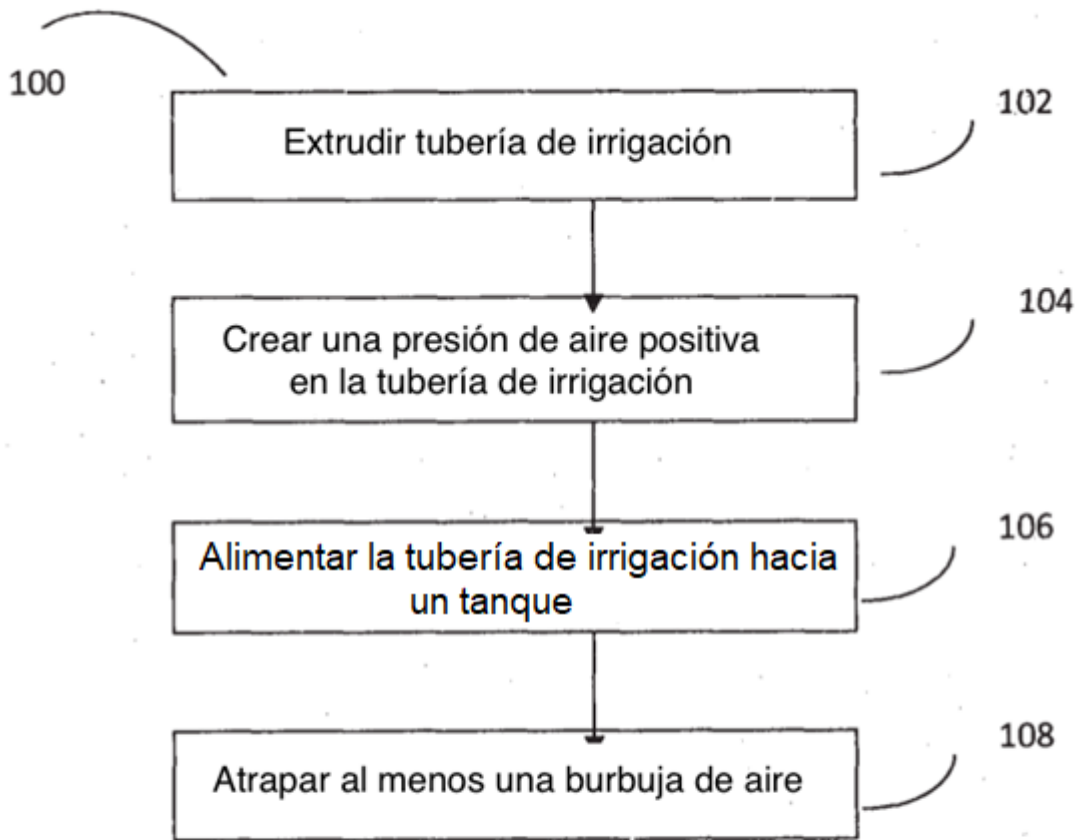 100
102
Extrudir tubería de irrigación
104
Crear una presión de aire positiva
en la tubería de irrigación
106
Alimentar la tubería de irrigación hacia
un tanque
108
Atrapar al menos una burbuja de aire